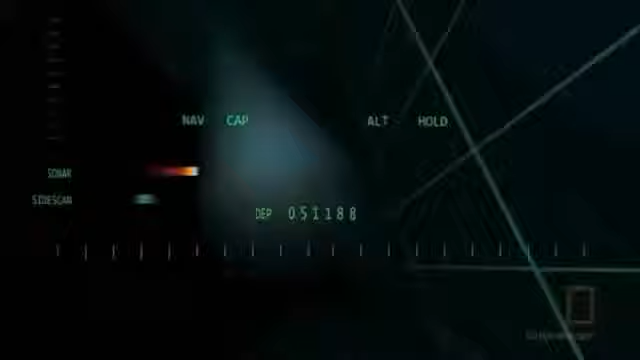 NAV CAP ALT HOLD
SONAR
SIDESCAN
DEP 051188